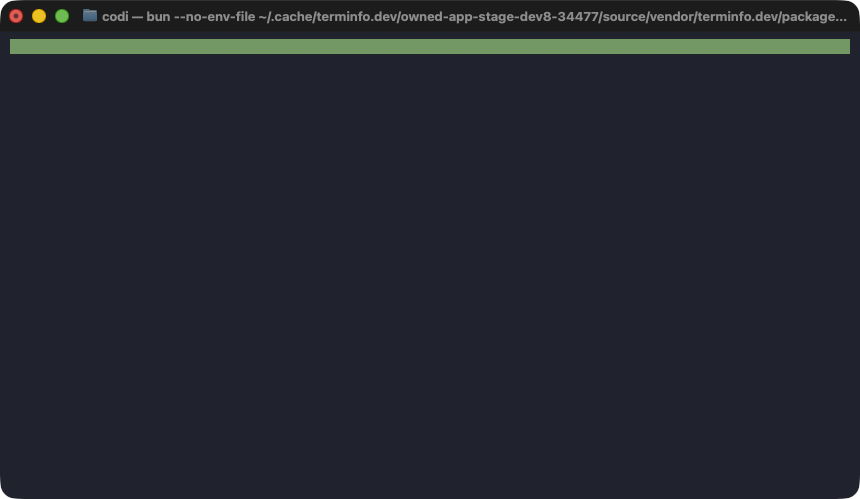 codi — bun --no-env-file ~/.cache/terminfo.dev/owned-app-stage-dev8-34477/source/vendor/terminfo.dev/package...